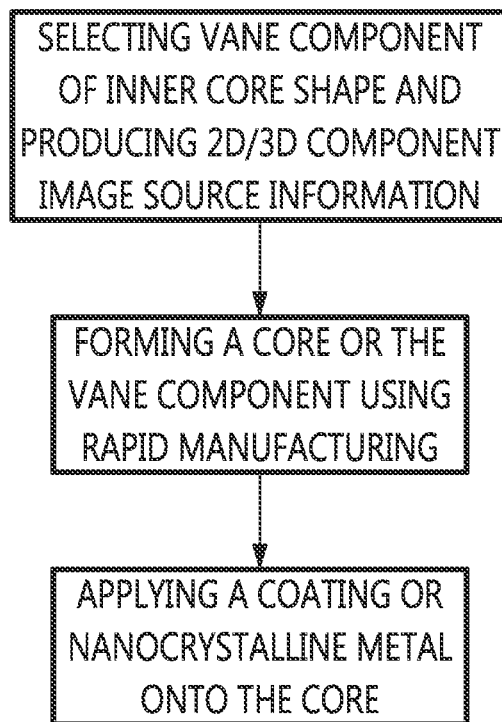 SELECTING VANE COMPONENT
OF INNER CORE SHAPE AND
PRODUCING 2D/3D COMPONENT
IMAGE SOURCE INFORMATION
FORMING A CORE OR THE
VANE COMPONENT USING
RAPID MANUFACTURING
APPLYING A COATING OR
NANOCRYSTALLINE METAL
ONTO THE CORE